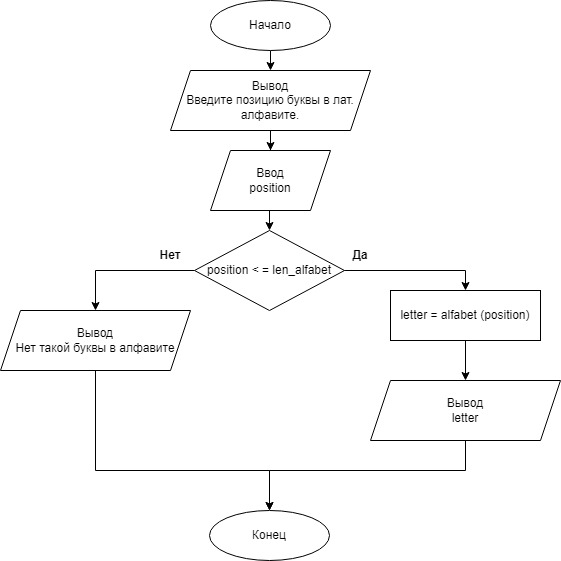 Начало
Вывод
Введите позицию буквы в лат.
алфавите.
Ввод
position
Нет
Да
position < = len_alfabet
letter = alfabet (position)
Вывод
Нет такой буквы в алфавите
Вывод
letter
Конец